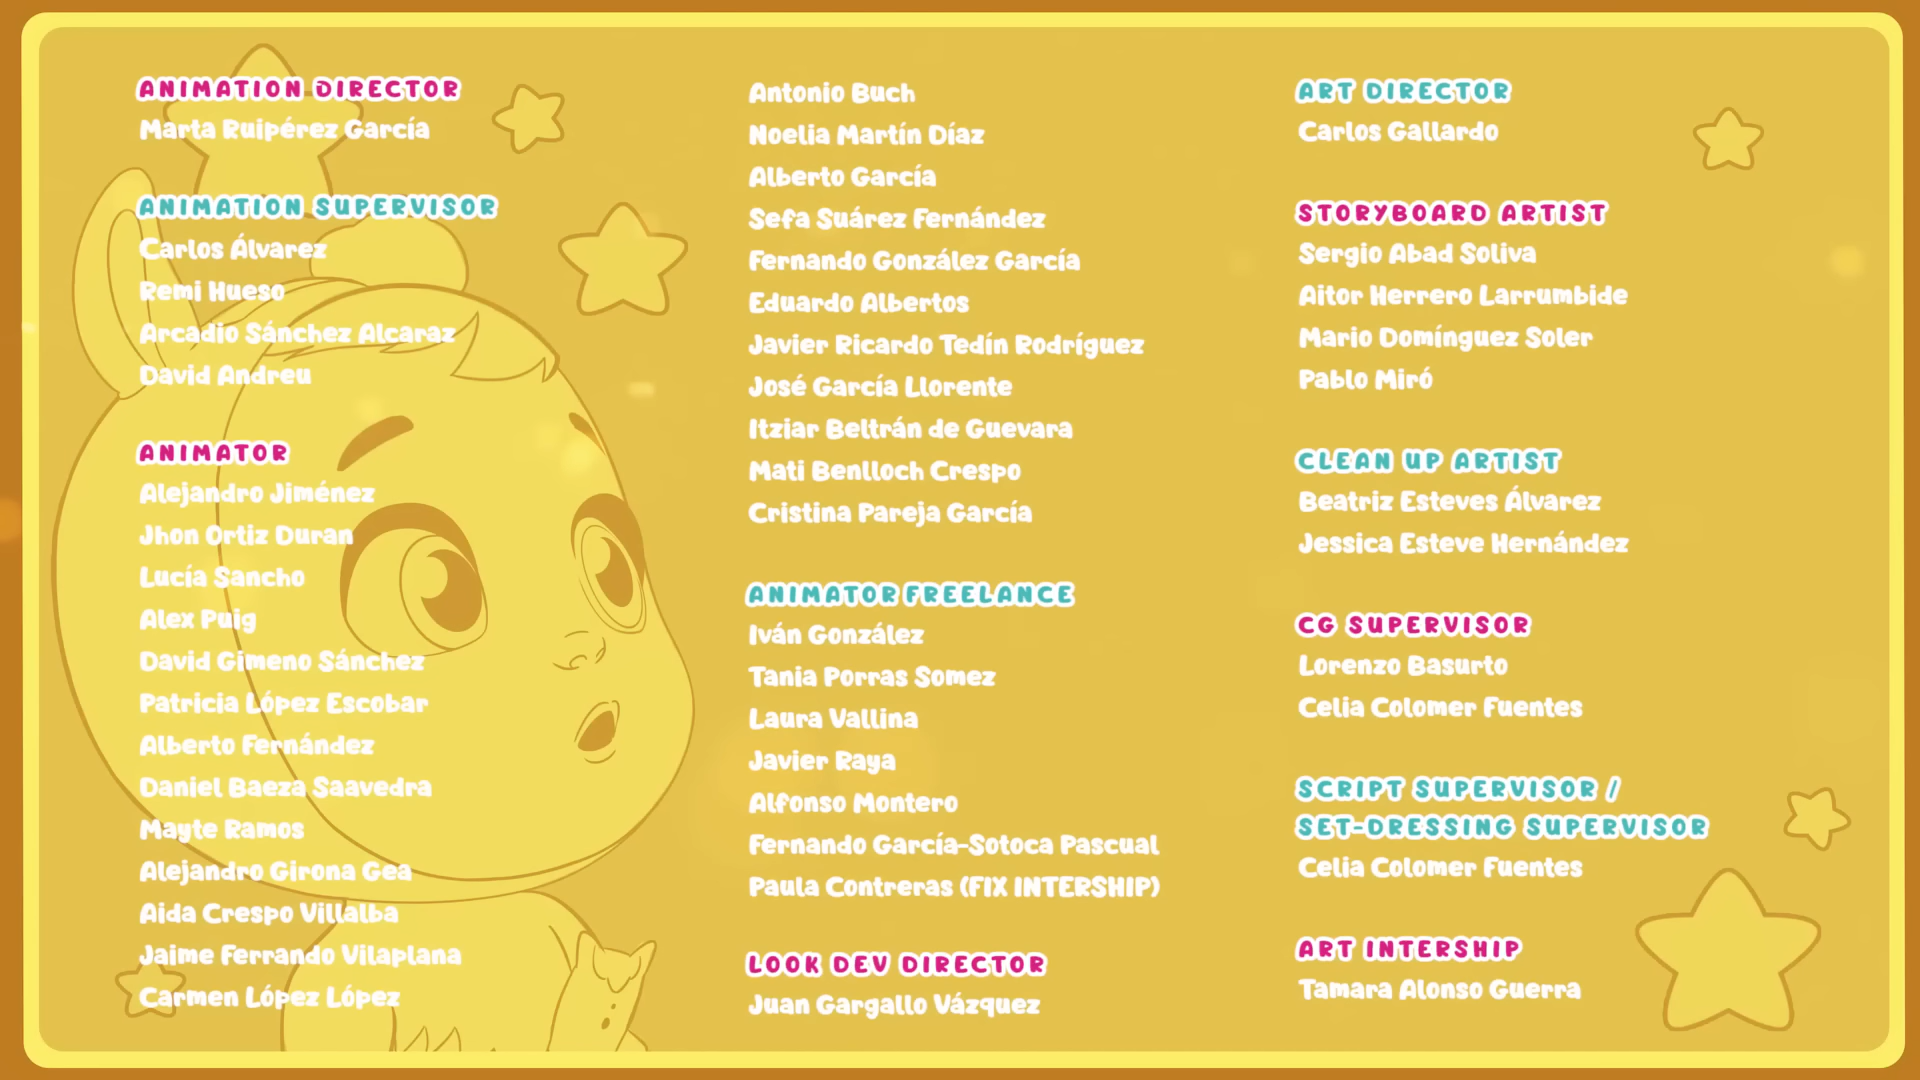 ANIMATION DIRECTOR
Marta Ruipérez García
ANIMATION SUPERVISOR
Carlos Álvarez
Remi Hueso
Arcadio Sánchez Alcaraz
David Andreu
ANIMATOR
Alejandro Jiménez
Jhon Ortiz Duran
Lucía Sancho
Alex Puig
David Gimeno Sánchez
Patricia López Escobar
Alberto Fernández
Daniel Baeza Saavedra
Mayte Ramos
Alejandro Girona Gea
Aida Crespo Villalba
Jaime Ferrando Vilaplana
Carmen López López
Antonio Buch
Noelia Martín Díaz
Alberto García
Sefa Suárez Fernández
Fernando González García
Eduardo Albertos
Javier Ricardo Tedín Rodríguez
José García Llorente
Itziar Beltrán de Guevara
Mati Benlloch Crespo
Cristina Pareja García
ANIMATOR FREELANCE
Iván González
Tania Porras Somez
Laura Vallina
Javier Raya
Alfonso Montero
Fernando García-Sotoca Pascual
Paula Contreras (FIX INTERSHIP)
LOOK DEV DIRECTOR
Juan Gargallo Vázquez
ART DIRECTOR
Carlos Gallardo
STORYBOARD ARTIST
Sergio Abad Soliva
Aitor Herrero Larrumbide
Mario Domínguez Soler
Pablo Miró
CLEAN UP ARTIST
Beatriz Esteves Álvarez
Jessica Esteve Hernández
CG SUPERVISOR
Lorenzo Basurto
Celia Colomer Fuentes
SCRIPT SUPERVISOR /
SET-DRESSING SUPERVISOR
Celia Colomer Fuentes
ART INTERSHIP
Tamara Alonso Guerra